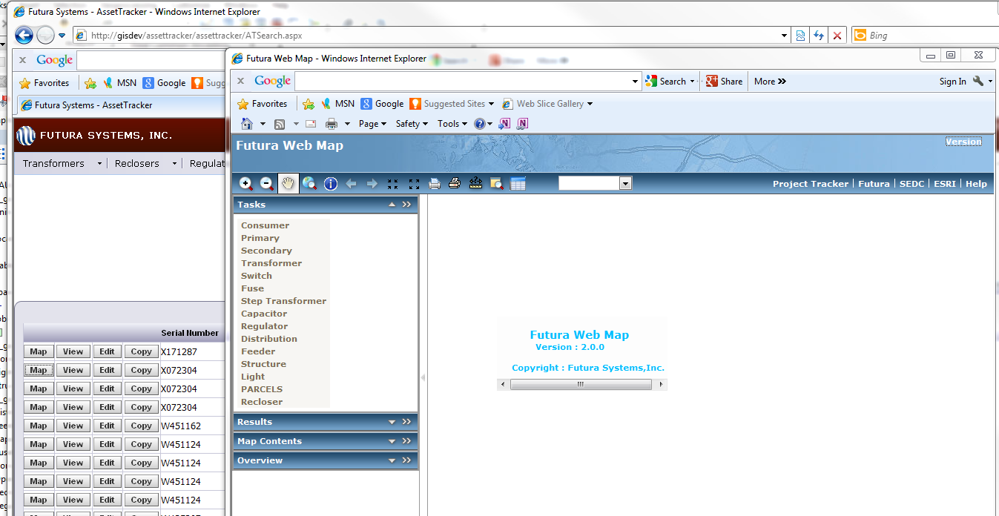 Futura Systems - AssetTracker - Windows Internet Explorer
http://gisdev/assettracker/assettracker/ATSearch.aspx
Bing
x Google
Favorites MSN Google Sugg
Futura Systems - AssetTracker
FUTURA SYSTEMS, INC.
Transformers Reclosers Regulat
Serial Number
Map View Edit Copy X171287
Map View Edit Copy X072304
Map View Edit Copy X072304
Map View Edit Copy X072304
Map View Edit Copy W451162
Map View Edit Copy W451124
Map View Edit Copy W451124
Map View Edit Copy W451124
Map View Edit Copy W451124
Futura Web Map - Windows Internet Explorer
x Google Search Share More » Sign In
Favorites MSN Google Suggested Sites Web Slice Gallery
Page Safety Tools
Futura Web Map Version
Project Tracker | Futura | SEDC | ESRI | Help
Tasks
Consumer
Primary
Secondary
Transformer
Switch
Fuse
Step Transformer
Capacitor
Regulator
Distribution
Feeder
Structure
Light
PARCELS
Recloser
Results
Map Contents
Overview
Futura Web Map
Version : 2.0.0
Copyright : Futura Systems,Inc.